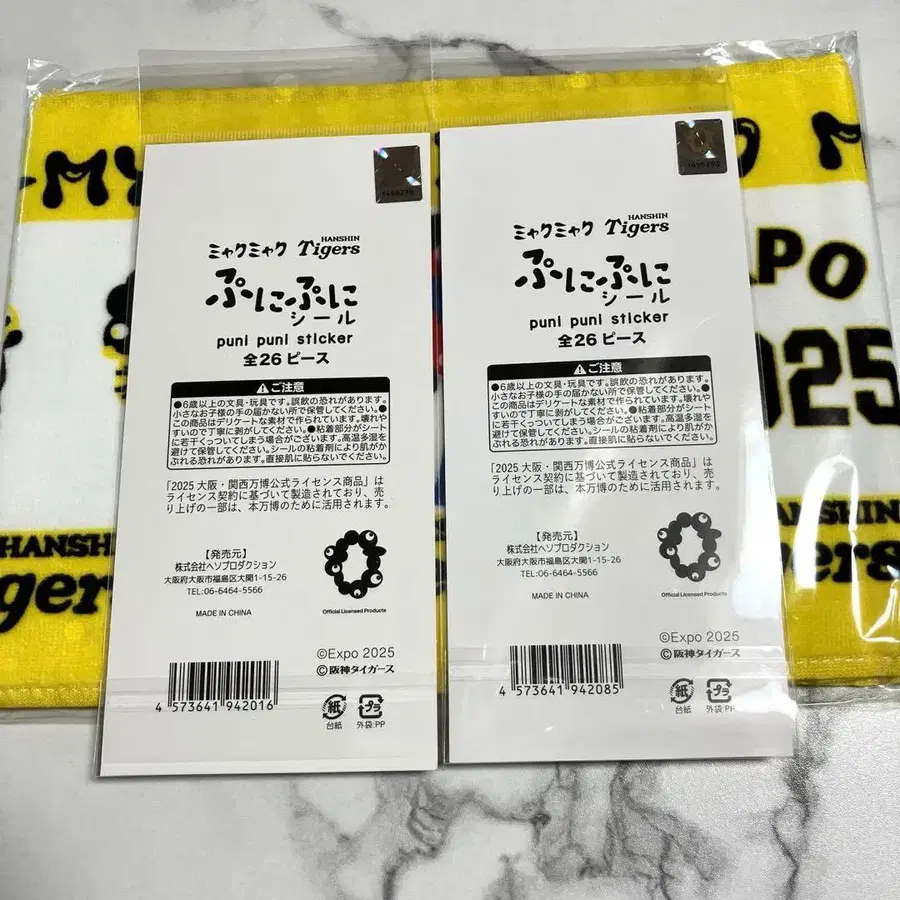 MY
M
PO
025
HANSHIN
gers
HANSHIN
ers
1496279
ミャクミャク HANSHIN Tigers
ぷにぷに
シール
puni puni sticker
全26ピース
ご注意
●6歳以上の文具・玩具です。誤飲の恐れがあります。
小さなお子様の手の届かない所で保管してください。●
この商品はデリケートな素材で作られています。壊れや
すいので丁寧に剥がしてください。●粘着部分がシート
に若干くっついてしまう場合がございます。高温多湿を
避けて保管してください。シールの粘着剤により肌がか
ぶれる恐れがあります。直接肌に貼らないでください。
「2025 大阪・関西万博公式ライセンス商品」は
ライセンス契約に基づいて製造されており、売
り上げの一部は、本万博のために活用されます。
【発売元】
株式会社ヘソプロダクション
大阪府大阪市福島区大開1-15-26
TEL:06-6464-5566
MADE IN CHINA
Official Licensed Products
©Expo 2025
©阪神タイガース
4 573641 942016
紙
台紙
プラ
外袋:PP
ミャクミャク HANSHIN Tigers
ぷにぷに
シール
puni puni sticker
全26ピース
ご注意
●6歳以上の文具・玩具です。誤飲の恐れがあります。
小さなお子様の手の届かない所で保管してください。●
この商品はデリケートな素材で作られています。壊れや
すいので丁寧に剥がしてください。●粘着部分がシート
に若干くっついてしまう場合がございます。高温多湿を
避けて保管してください。シールの粘着剤により肌がか
ぶれる恐れがあります。直接肌に貼らないでください。
「2025 大阪・関西万博公式ライセンス商品」は
ライセンス契約に基づいて製造されており、売
り上げの一部は、本万博のために活用されます。
【発売元】
株式会社ヘソプロダクション
大阪府大阪市福島区大開1-15-26
TEL:06-6464-5566
MADE IN CHINA
Official Licensed Products
©Expo 2025
©阪神タイガース
4 573641 942085
紙
台紙
プラ
外袋:PP